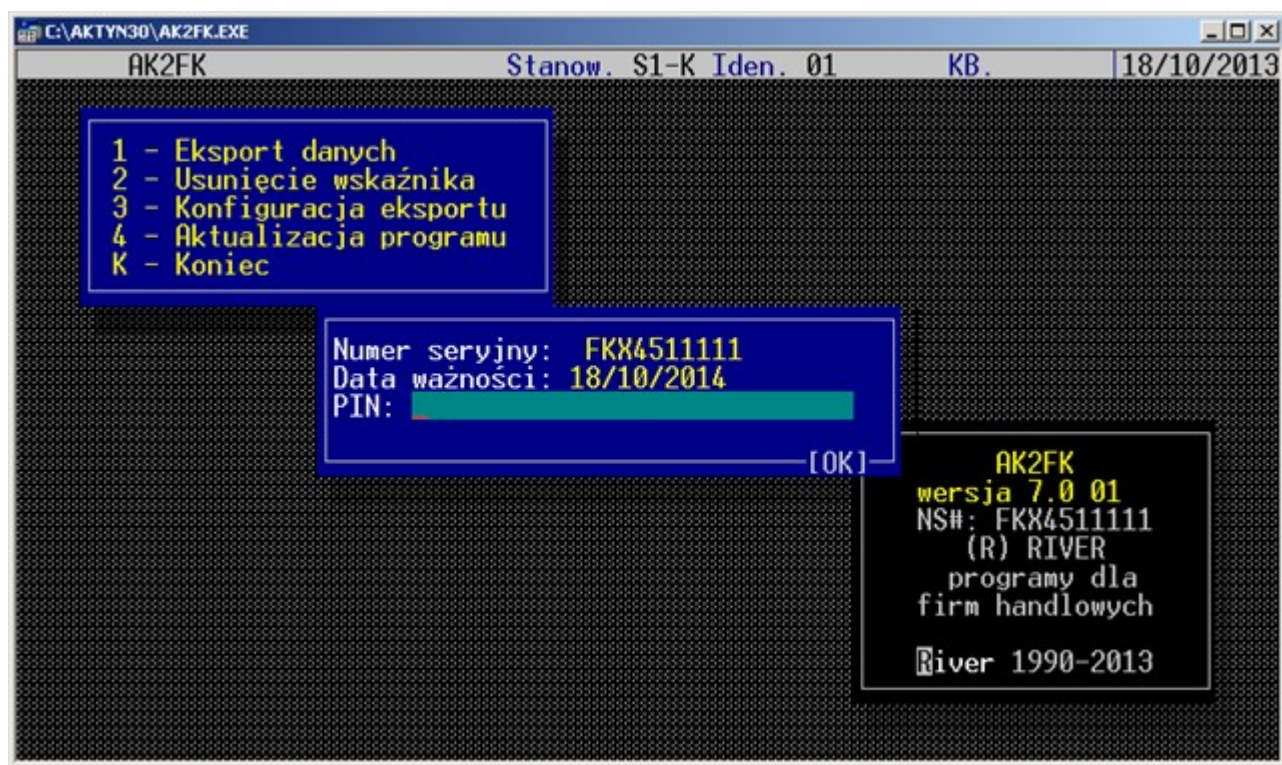 C:\AKTYN30\AK2FK.EXE
AK2FK Stanow. S1-K Iden. 01 KB. 18/10/2013
1 - Eksport danych
2 - Usunięcie wskaźnika
3 - Konfiguracja eksportu
4 - Aktualizacja programu
K - Koniec
Numer seryjny: FKX4511111
Data ważności: 18/10/2014
PIN: _
[OK]
AK2FK
wersja 7.0 01
NS#: FKX4511111
(R) RIVER
programy dla
firm handlowych
River 1990-2013